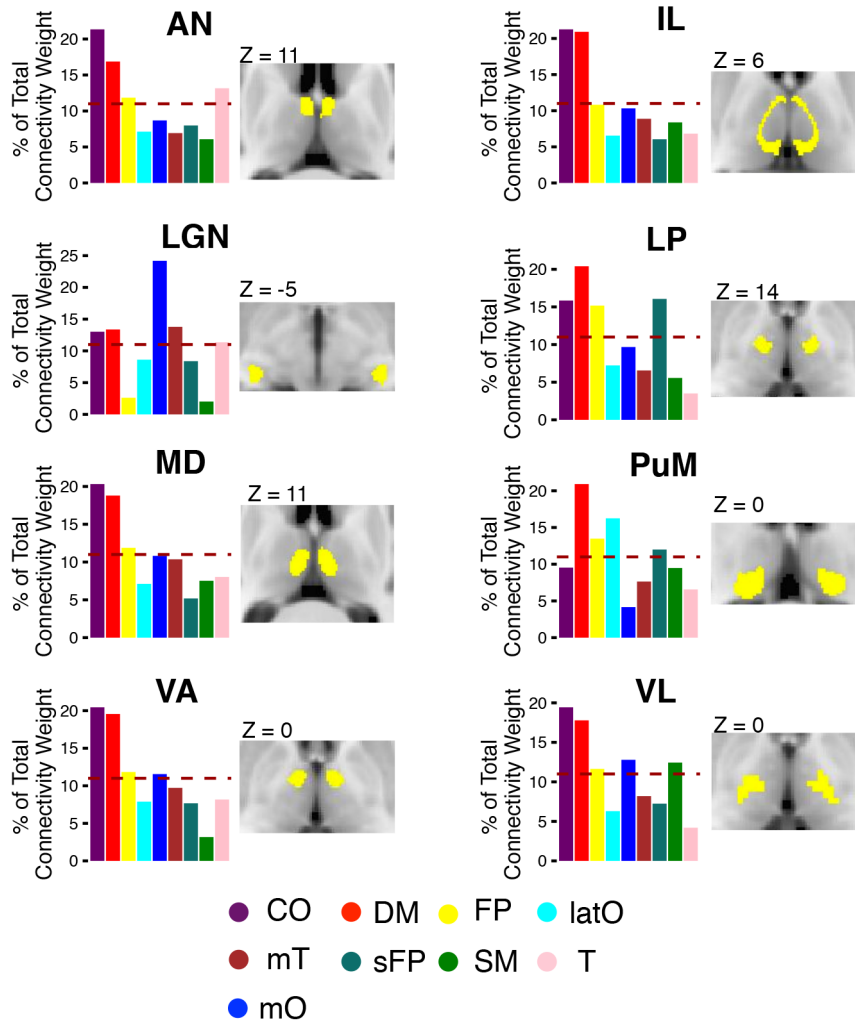 AN
% of Total
Connectivity Weight
20
15
10
5
0
Z = 11
IL
% of Total
Connectivity Weight
20
15
10
5
0
Z = 6
LGN
% of Total
Connectivity Weight
25
20
15
10
5
0
Z = -5
LP
% of Total
Connectivity Weight
20
15
10
5
0
Z = 14
MD
% of Total
Connectivity Weight
20
15
10
5
0
Z = 11
PuM
% of Total
Connectivity Weight
20
15
10
5
0
Z = 0
VA
% of Total
Connectivity Weight
20
15
10
5
0
Z = 0
VL
% of Total
Connectivity Weight
20
15
10
5
0
Z = 0
CO DM FP latO
mT sFP SM T
mO